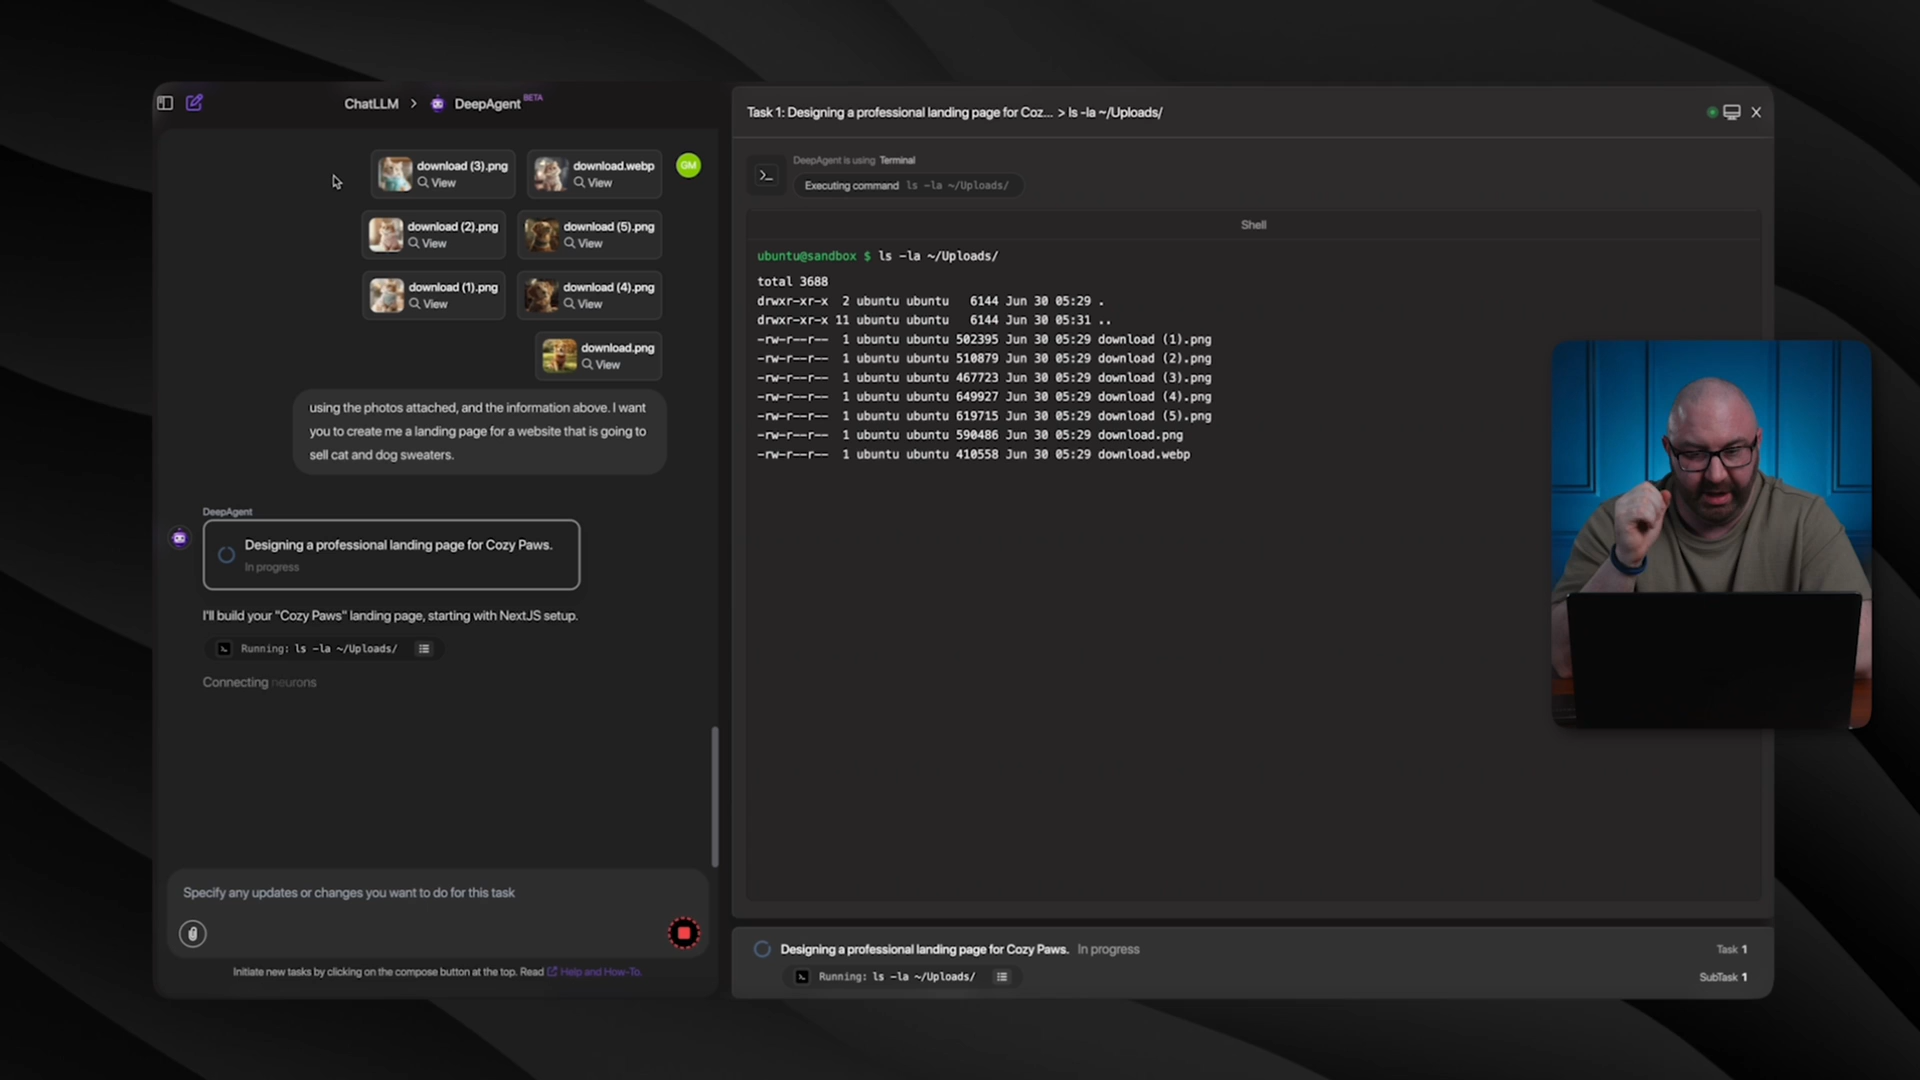 ChatLLM > DeepAgent BETA
download (3).png
View
download.webp
View
GM
download (2).png
View
download (5).png
View
download (1).png
View
download (4).png
View
download.png
View
using the photos attached, and the information above. I want
you to create me a landing page for a website that is going to
sell cat and dog sweaters.
DeepAgent
Designing a professional landing page for Cozy Paws.
In progress
I'll build your "Cozy Paws" landing page, starting with NextJS setup.
Running: ls -la ~/Uploads/
Connecting neurons
Specify any updates or changes you want to do for this task
Initiate new tasks by clicking on the compose button at the top. Read Help and How-To.
Task 1: Designing a professional landing page for Coz... > ls -la ~/Uploads/
DeepAgent is using Terminal
Executing command ls -la ~/Uploads/
Shell
ubuntu@sandbox $ ls -la ~/Uploads/
total 3688
drwxr-xr-x 2 ubuntu ubuntu 6144 Jun 30 05:29 .
drwxr-xr-x 11 ubuntu ubuntu 6144 Jun 30 05:31 ..
-rw-r--r-- 1 ubuntu ubuntu 502395 Jun 30 05:29 download (1).png
-rw-r--r-- 1 ubuntu ubuntu 510879 Jun 30 05:29 download (2).png
-rw-r--r-- 1 ubuntu ubuntu 467723 Jun 30 05:29 download (3).png
-rw-r--r-- 1 ubuntu ubuntu 649927 Jun 30 05:29 download (4).png
-rw-r--r-- 1 ubuntu ubuntu 619715 Jun 30 05:29 download (5).png
-rw-r--r-- 1 ubuntu ubuntu 590486 Jun 30 05:29 download.png
-rw-r--r-- 1 ubuntu ubuntu 410558 Jun 30 05:29 download.webp
Designing a professional landing page for Cozy Paws. In progress
Task 1
Running: ls -la ~/Uploads/
SubTask 1